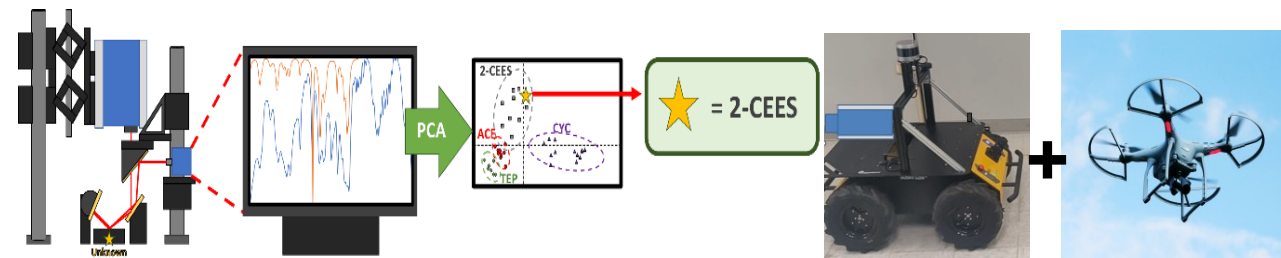 Unknown
PCA
2-CEES
ACE
CYC
TEP
= 2-CEES